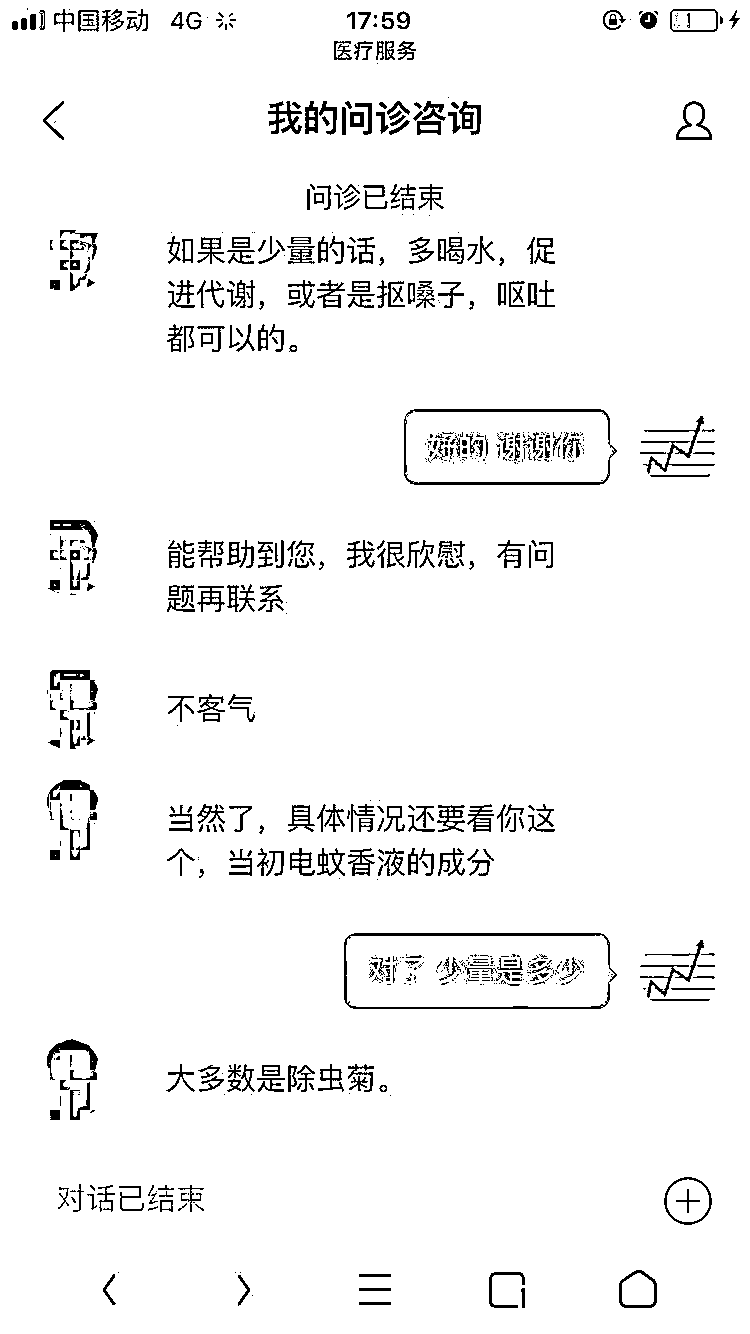 中国移动 4G 17:59
医疗服务
我的问诊咨询
问诊已结束
如果是少量的话，多喝水，促
进代谢，或者是抠嗓子，呕吐
都可以的。
好的 谢谢你
能帮助到您，我很欣慰，有问
题再联系
不客气
当然了，具体情况还要看你这
个，当初电蚊香液的成分
对了 少量是多少
大多数是除虫菊。
对话已结束